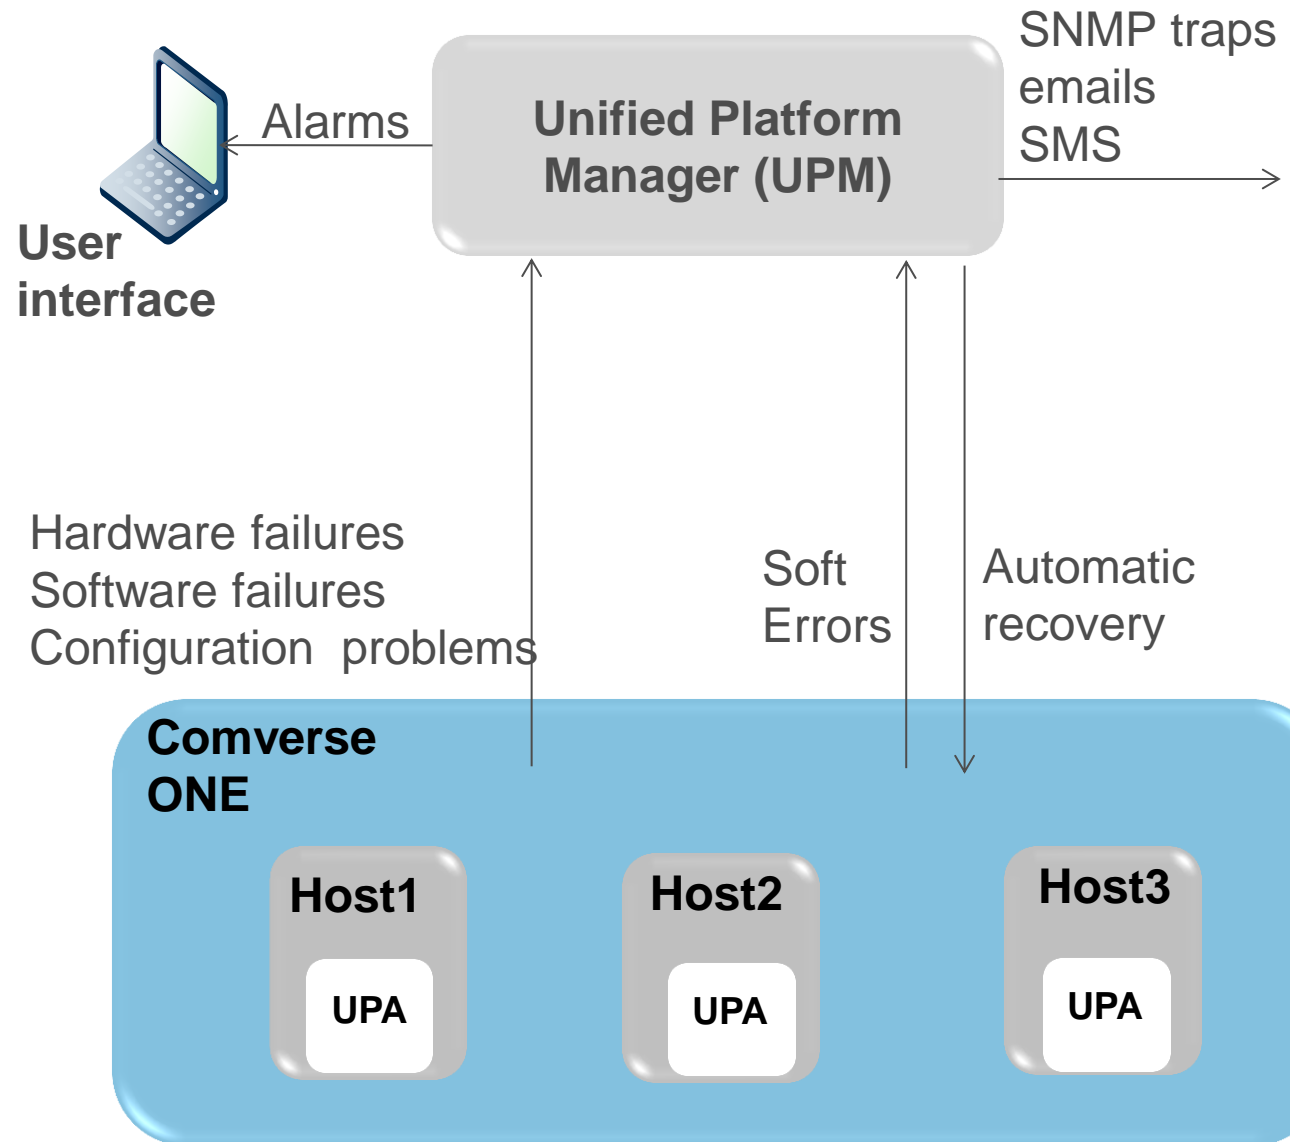 SNMP traps
emails
SMS
Alarms
Unified Platform
Manager (UPM)
User
interface
Hardware failures
Software failures
Configuration  problems
Soft
Errors
Automatic
recovery
Comverse
ONE
Host1
Host2
Host3
UPA
UPA
UPA